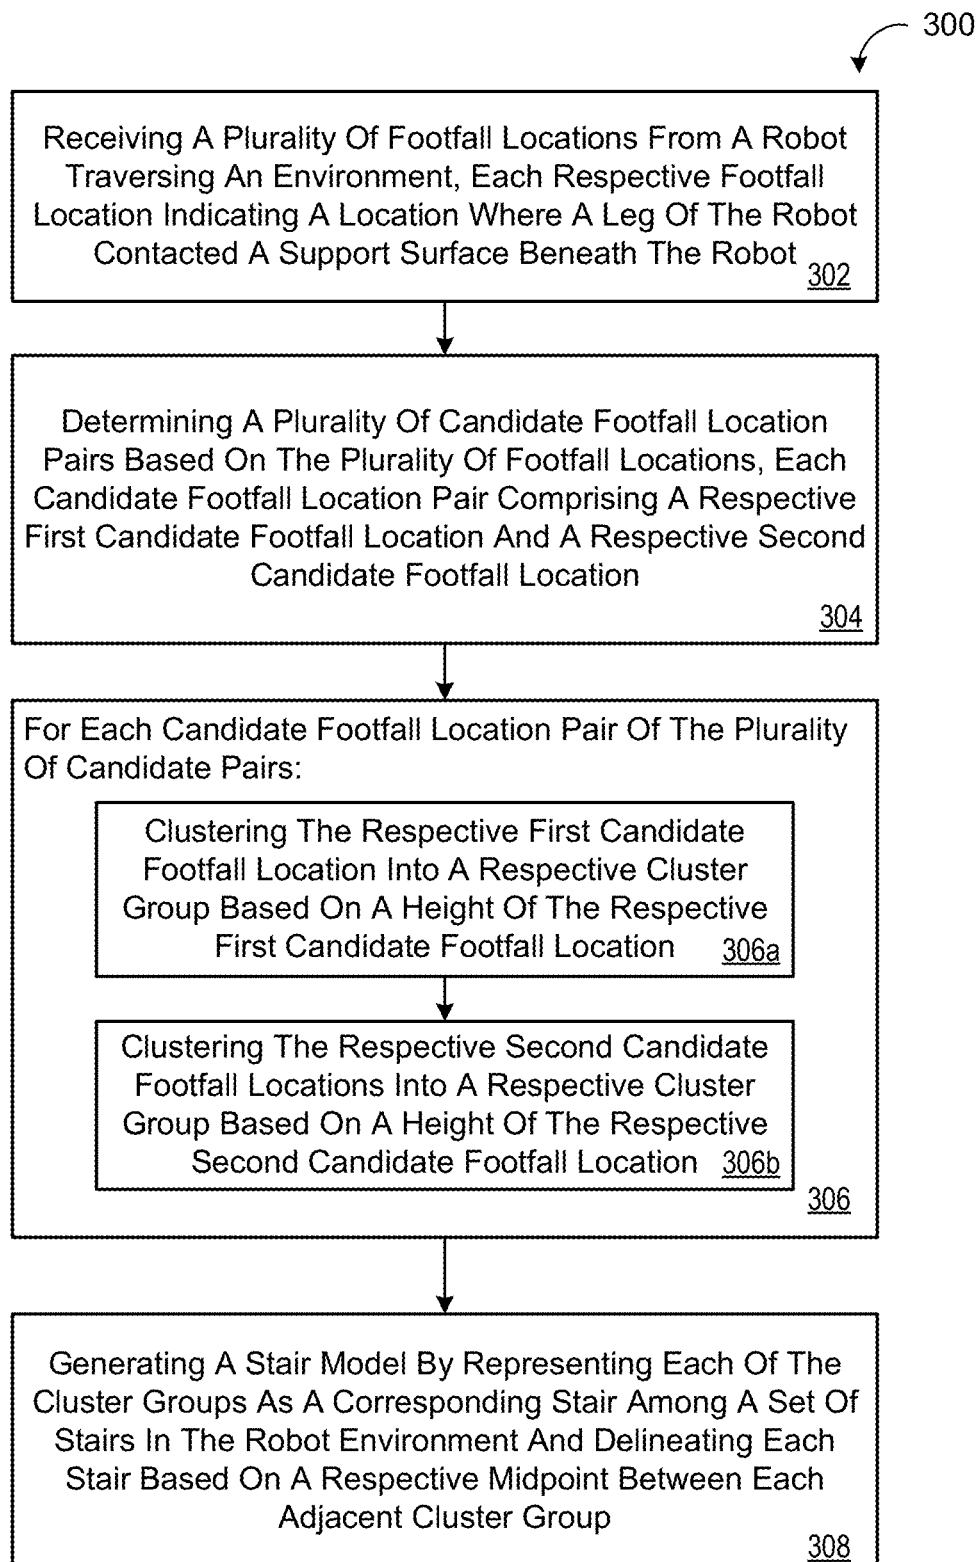 300
Receiving A Plurality Of Footfall Locations From A Robot
Traversing An Environment, Each Respective Footfall
Location Indicating A Location Where A Leg Of The Robot
Contacted A Support Surface Beneath The Robot
302
Determining A Plurality Of Candidate Footfall Location
Pairs Based On The Plurality Of Footfall Locations, Each
Candidate Footfall Location Pair Comprising A Respective
First Candidate Footfall Location And A Respective Second
Candidate Footfall Location
304
For Each Candidate Footfall Location Pair Of The Plurality
Of Candidate Pairs:
Clustering The Respective First Candidate
Footfall Location Into A Respective Cluster
Group Based On A Height Of The Respective
First Candidate Footfall Location 306a
Clustering The Respective Second Candidate
Footfall Locations Into A Respective Cluster
Group Based On A Height Of The Respective
Second Candidate Footfall Location 306b
306
Generating A Stair Model By Representing Each Of The
Cluster Groups As A Corresponding Stair Among A Set Of
Stairs In The Robot Environment And Delineating Each
Stair Based On A Respective Midpoint Between Each
Adjacent Cluster Group
308